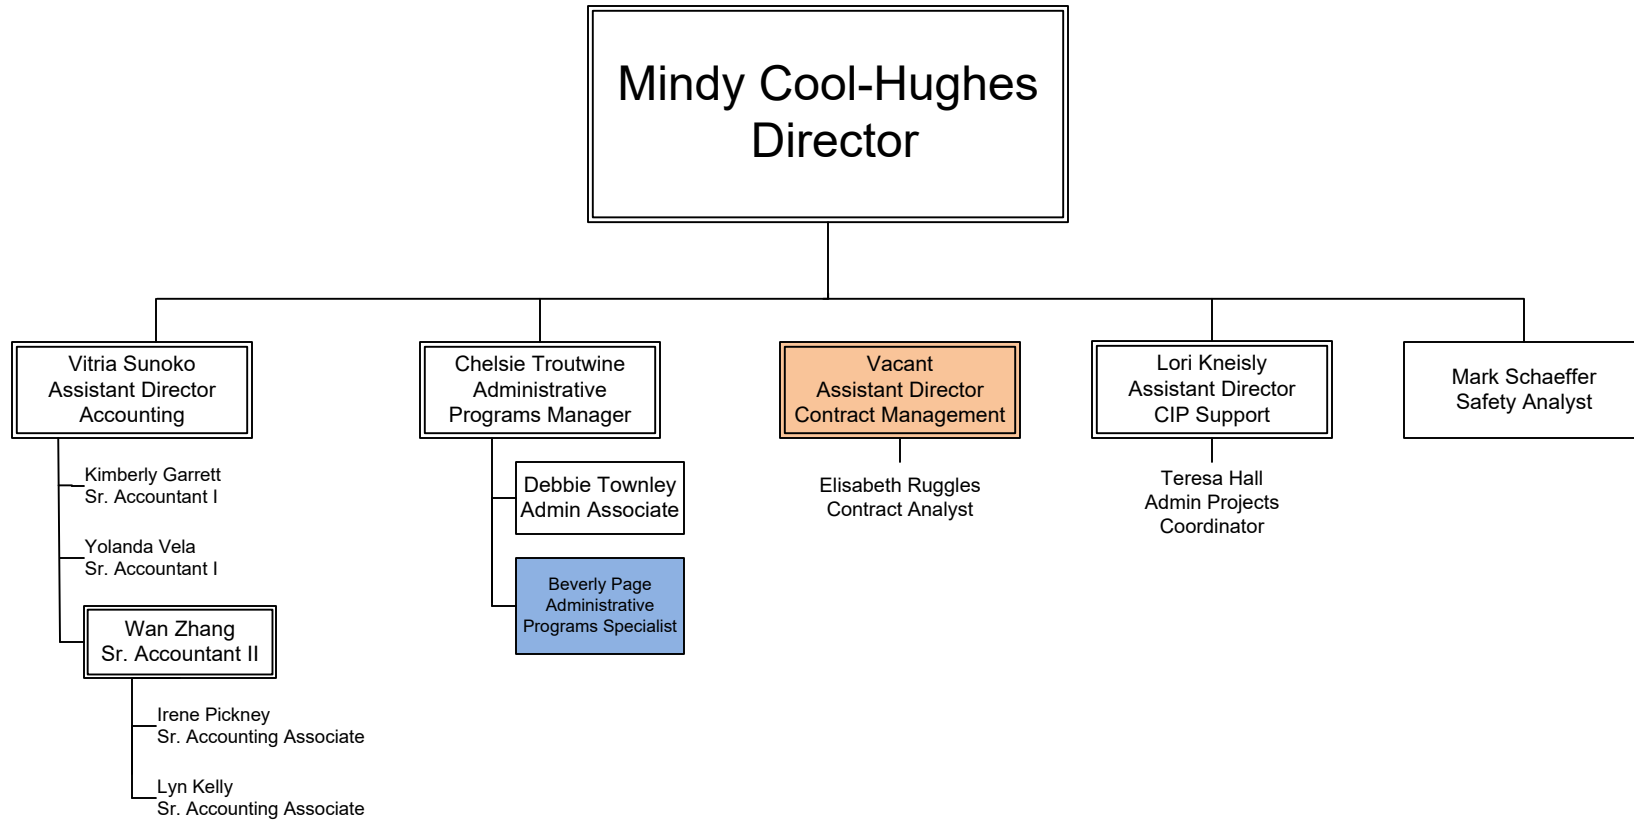 Mindy Cool-Hughes
Director
Vitria Sunoko
Assistant Director
Accounting
Kimberly Garrett
Sr. Accountant I
Yolanda Vela
Sr. Accountant I
Wan Zhang
Sr. Accountant II
Irene Pickney
Sr. Accounting Associate
Lyn Kelly
Sr. Accounting Associate
Chelsie Troutwine
Administrative
Programs Manager
Debbie Townley
Admin Associate
Beverly Page
Administrative
Programs Specialist
Vacant
Assistant Director
Contract Management
Elisabeth Ruggles
Contract Analyst
Lori Kneisly
Assistant Director
CIP Support
Teresa Hall
Admin Projects
Coordinator
Mark Schaeffer
Safety Analyst